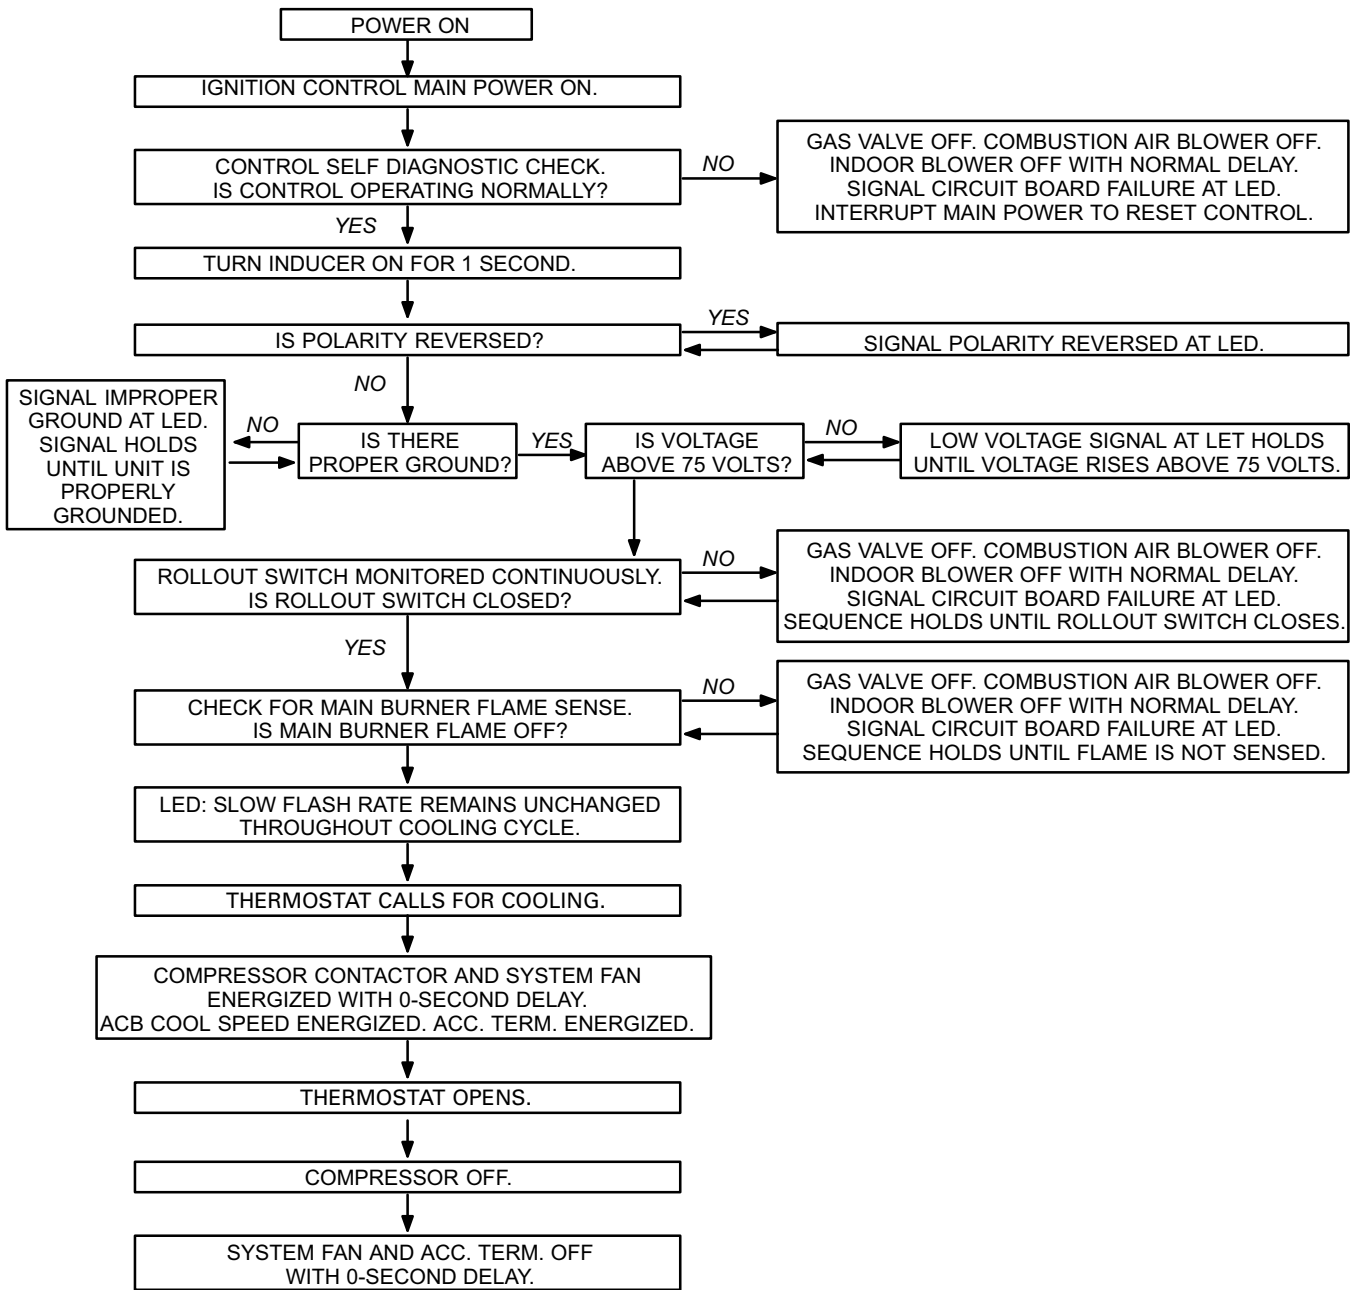 POWER ON
IGNITION CONTROL MAIN POWER ON.
CONTROL SELF DIAGNOSTIC CHECK.
IS CONTROL OPERATING NORMALLY?
NO
GAS VALVE OFF. COMBUSTION AIR BLOWER OFF.
INDOOR BLOWER OFF WITH NORMAL DELAY.
SIGNAL CIRCUIT BOARD FAILURE AT LED.
INTERRUPT MAIN POWER TO RESET CONTROL.
YES
TURN INDUCER ON FOR 1 SECOND.
IS POLARITY REVERSED?
YES
SIGNAL POLARITY REVERSED AT LED.
NO
SIGNAL IMPROPER
GROUND AT LED.
SIGNAL HOLDS
UNTIL UNIT IS
PROPERLY
GROUNDED.
NO
IS THERE
PROPER GROUND?
YES
IS VOLTAGE
ABOVE 75 VOLTS?
NO
LOW VOLTAGE SIGNAL AT LET HOLDS
UNTIL VOLTAGE RISES ABOVE 75 VOLTS.
ROLLOUT SWITCH MONITORED CONTINUOUSLY.
IS ROLLOUT SWITCH CLOSED?
NO
GAS VALVE OFF. COMBUSTION AIR BLOWER OFF.
INDOOR BLOWER OFF WITH NORMAL DELAY.
SIGNAL CIRCUIT BOARD FAILURE AT LED.
SEQUENCE HOLDS UNTIL ROLLOUT SWITCH CLOSES.
YES
CHECK FOR MAIN BURNER FLAME SENSE.
IS MAIN BURNER FLAME OFF?
NO
GAS VALVE OFF. COMBUSTION AIR BLOWER OFF.
INDOOR BLOWER OFF WITH NORMAL DELAY.
SIGNAL CIRCUIT BOARD FAILURE AT LED.
SEQUENCE HOLDS UNTIL FLAME IS NOT SENSED.
LED: SLOW FLASH RATE REMAINS UNCHANGED
THROUGHOUT COOLING CYCLE.
THERMOSTAT CALLS FOR COOLING.
COMPRESSOR CONTACTOR AND SYSTEM FAN
ENERGIZED WITH 0-SECOND DELAY.
ACB COOL SPEED ENERGIZED. ACC. TERM. ENERGIZED.
THERMOSTAT OPENS.
COMPRESSOR OFF.
SYSTEM FAN AND ACC. TERM. OFF
WITH 0-SECOND DELAY.